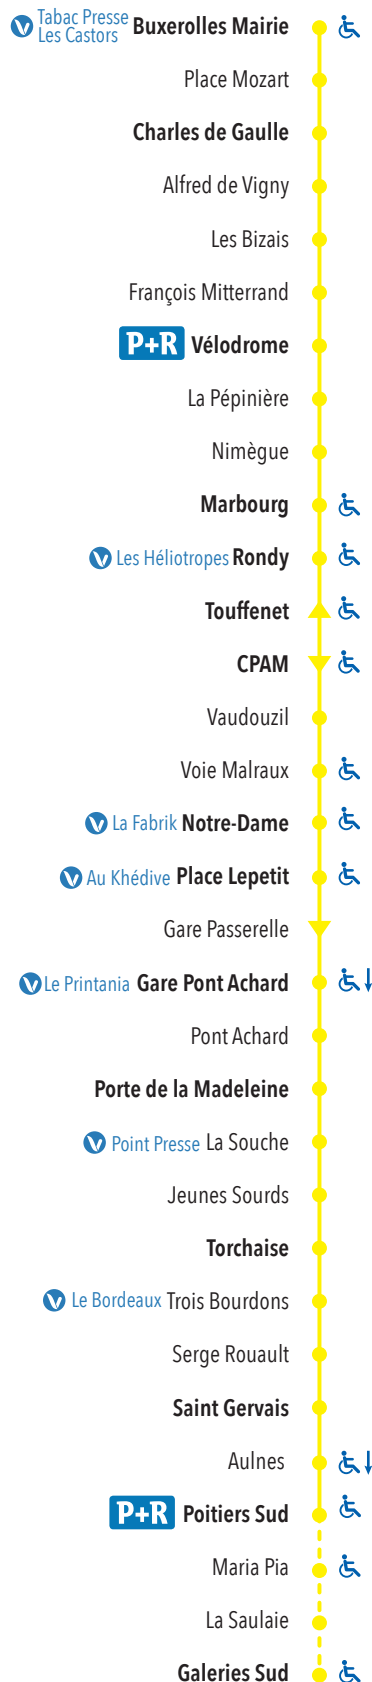 Tabac Presse
Les Castors Buxerolles Mairie
Place Mozart
Charles de Gaulle
Alfred de Vigny
Les Bizais
François Mitterrand
P+R Vélodrome
La Pépinière
Nimègue
Marbourg
Les Héliotropes Rondy
Touffenet
CPAM
Vaudouzil
Voie Malraux
La Fabrik Notre-Dame
Au Khédive Place Lepetit
Gare Passerelle
Le Printania Gare Pont Achard
Pont Achard
Porte de la Madeleine
Point Presse La Souche
Jeunes Sourds
Torchaise
Le Bordeaux Trois Bourdons
Serge Rouault
Saint Gervais
Aulnes
P+R Poitiers Sud
Maria Pia
La Saulaie
Galeries Sud